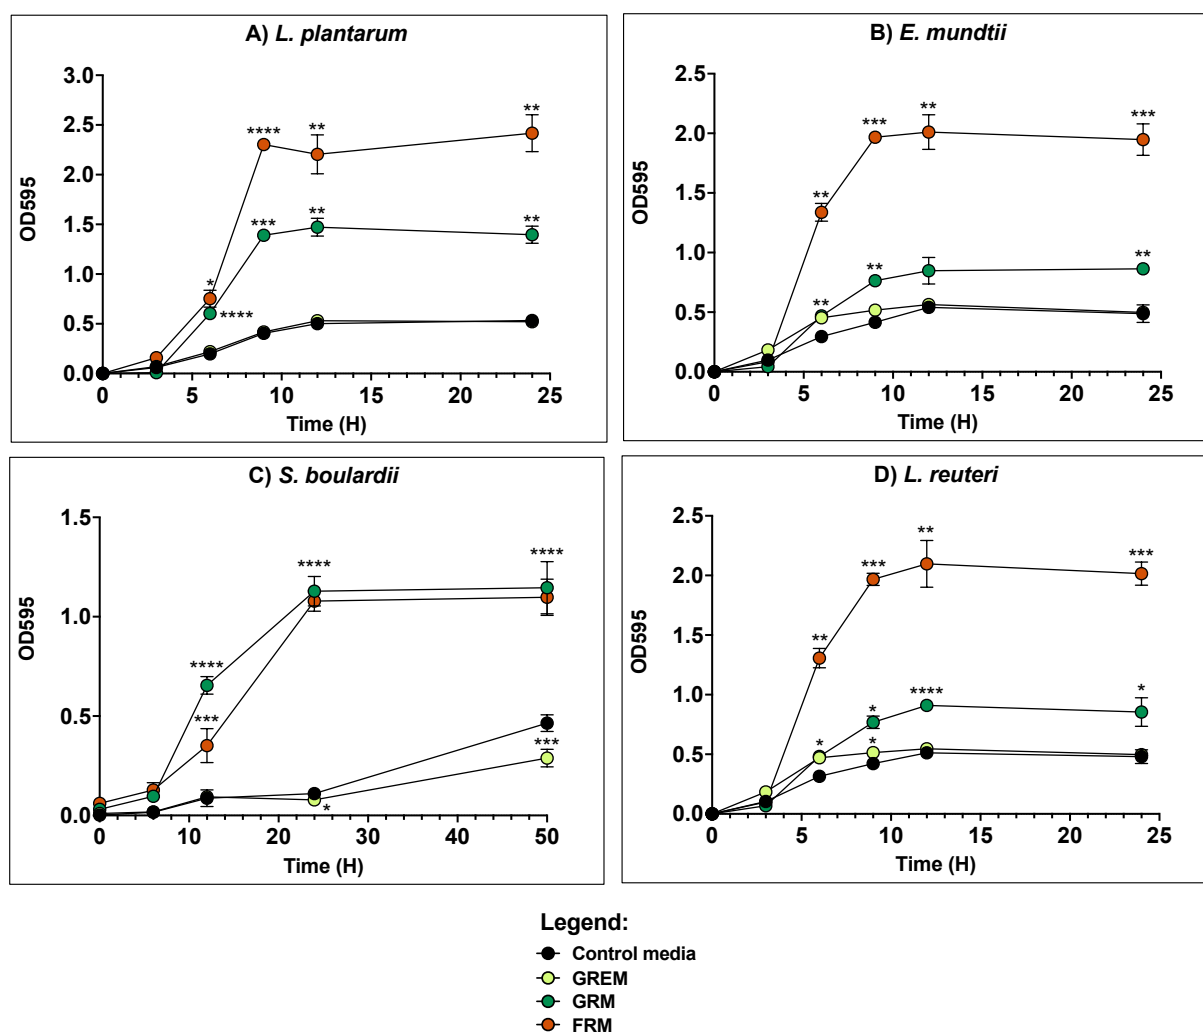 A) L. plantarum
3.0
2.5
2.0
1.5
1.0
0.5
0.0
OD595
0 5 10 15 20 25
Time (H)
* **** **** *** ** ** ** **
B) E. mundtii
2.5
2.0
1.5
1.0
0.5
0.0
OD595
0 5 10 15 20 25
Time (H)
** ** *** ** ** *** **
C) S. boulardii
1.5
1.0
0.5
0.0
OD595
0 10 20 30 40 50
Time (H)
**** *** **** * **** ***
D) L. reuteri
2.5
2.0
1.5
1.0
0.5
0.0
OD595
0 5 10 15 20 25
Time (H)
** * *** * * ** **** *** *
Legend:
Control media
GREM
GRM
FRM